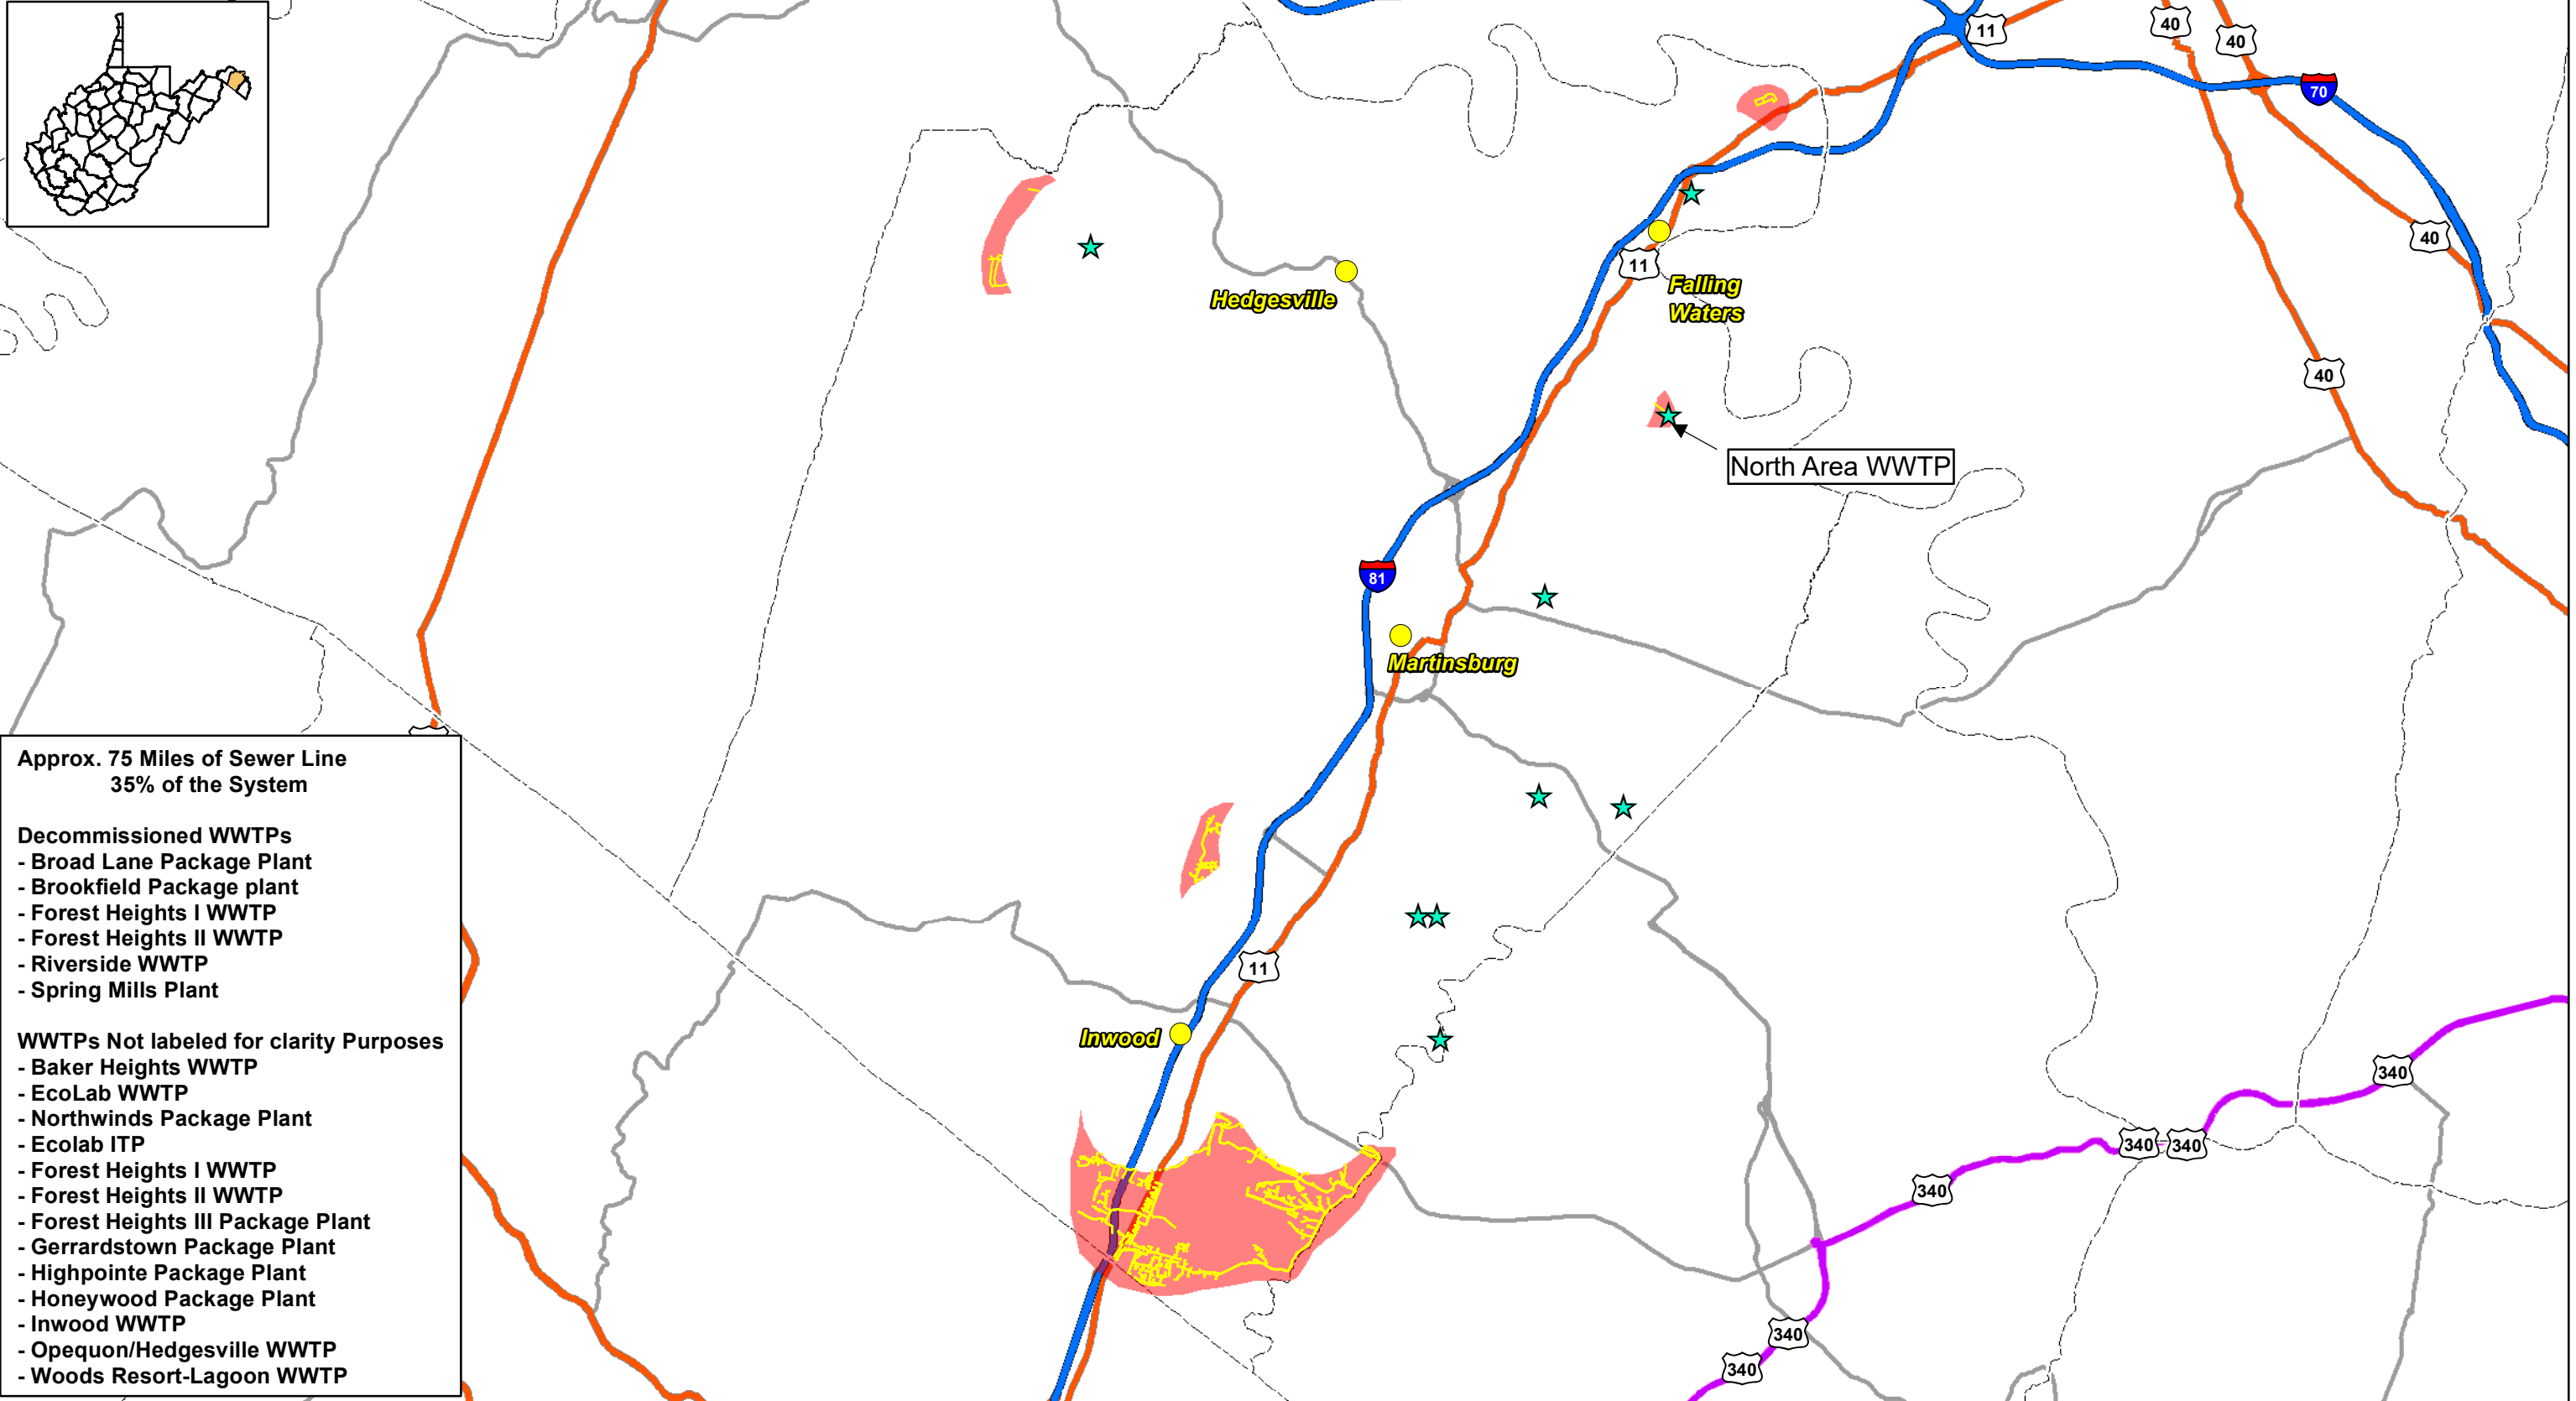 11
40
40
70
40
11
Hedgesville
Falling
Waters
40
North Area WWTP
81
Martinsburg
Approx. 75 Miles of Sewer Line
35% of the System
Decommissioned WWTPs
- Broad Lane Package Plant
- Brookfield Package plant
- Forest Heights I WWTP
- Forest Heights II WWTP
- Riverside WWTP
- Spring Mills Plant
WWTPs Not labeled for clarity Purposes
- Baker Heights WWTP
- EcoLab WWTP
- Northwinds Package Plant
- Ecolab ITP
- Forest Heights I WWTP
- Forest Heights II WWTP
- Forest Heights III Package Plant
- Gerrardstown Package Plant
- Highpointe Package Plant
- Honeywood Package Plant
- Inwood WWTP
- Opequon/Hedgesville WWTP
- Woods Resort-Lagoon WWTP
11
Inwood
340
340
340
340
340
340